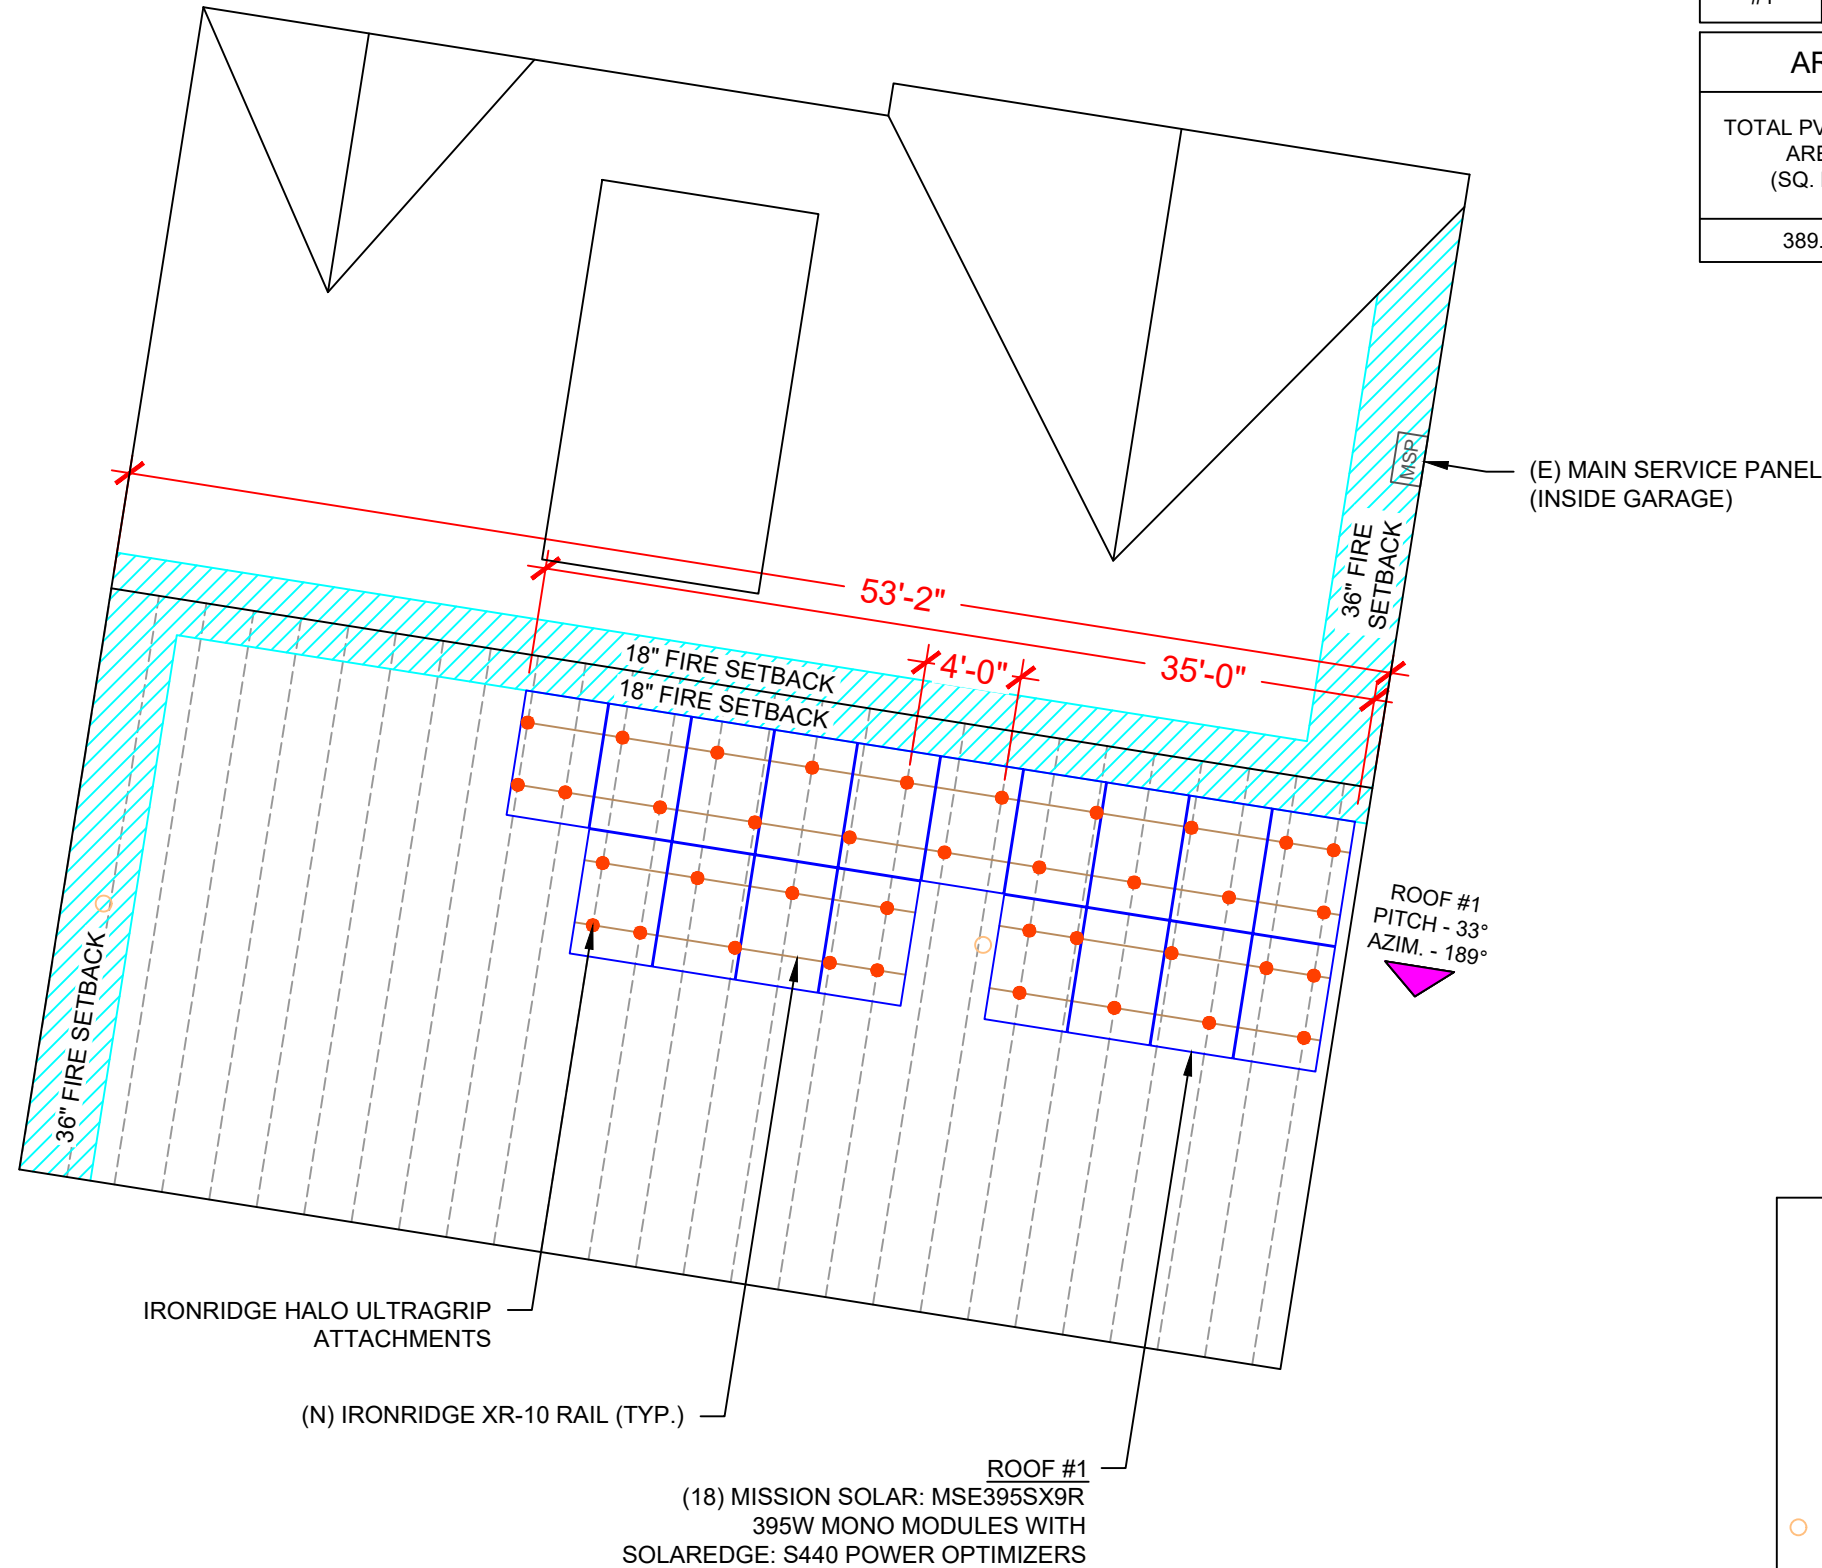 TOTAL PV
(SQ.
389.
MSP
(E) MAIN SERVICE PANEL
(INSIDE GARAGE)
36" FIRE
SETBACK
53'-2"
35'-0"
4'-0"
18" FIRE SETBACK
18" FIRE SETBACK
ROOF #1
PITCH - 33°
AZIM. - 189°
36" FIRE SETBACK
IRONRIDGE HALO ULTRAGRIP
ATTACHMENTS
(N) IRONRIDGE XR-10 RAIL (TYP.)
ROOF #1
(18) MISSION SOLAR: MSE395SX9R
395W MONO MODULES WITH
SOLAREDGE: S440 POWER OPTIMIZERS